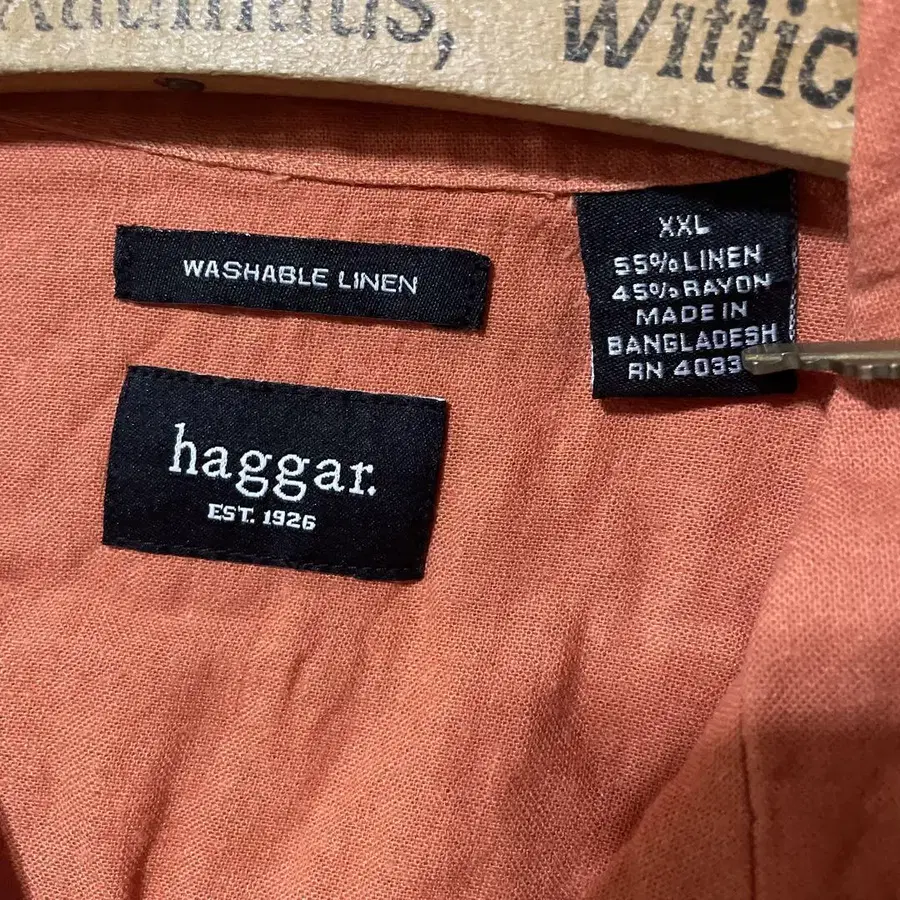 WASHABLE LINEN
haggar.
EST. 1926
XXL
55% LINEN
45% RAYON
MADE IN
BANGLADESH
RN 4033